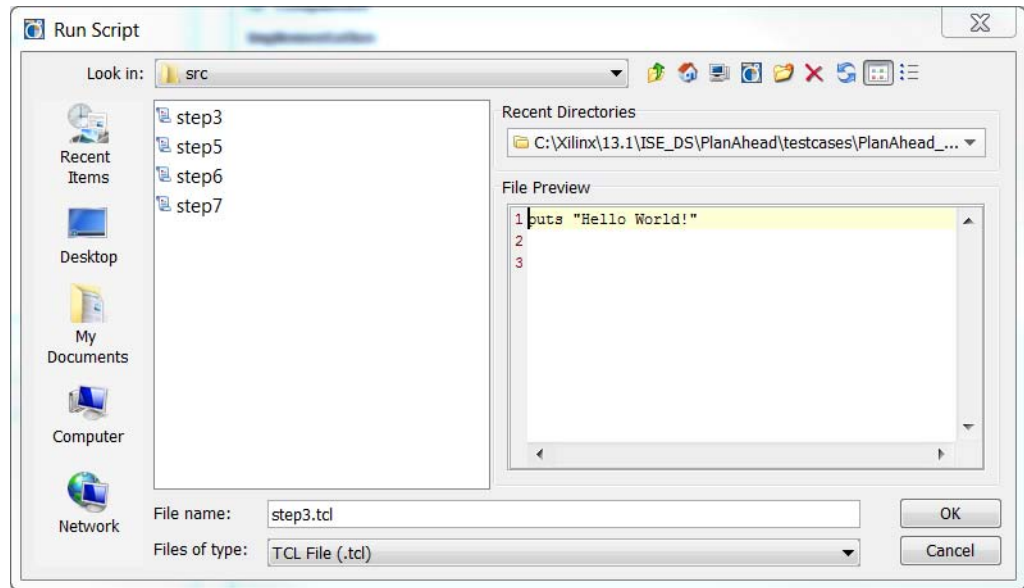 Run Script
Look in: src
Recent Items
Desktop
My Documents
Computer
Network
step3
step5
step6
step7
Recent Directories
C:\Xilinx\13.1\ISE_DS\PlanAhead\testcases\PlanAhead_...
File Preview
1 puts "Hello World!"
2
3
File name: step3.tcl
OK
Files of type: TCL File (.tcl)
Cancel